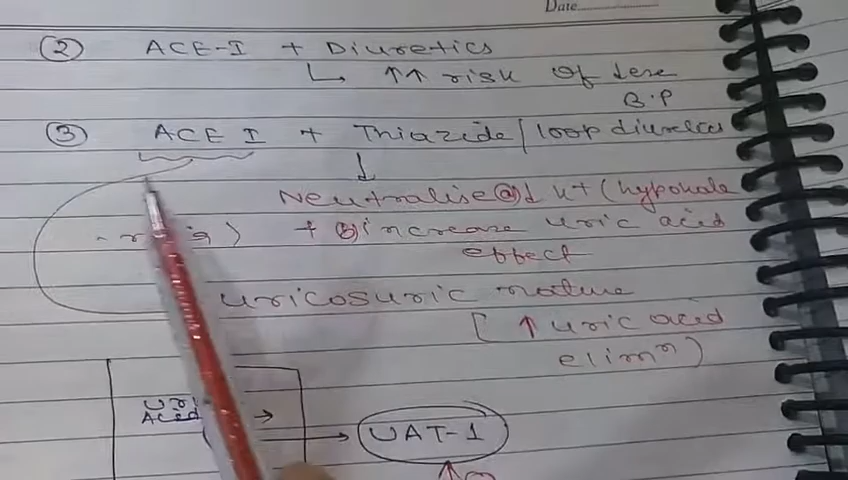 Date
② ACE-I + Diuretics
↳ ↑↑ risk of dese
B.P
③ ACE I + Thiazide/loop diuretics
↓
Neutralise ⓐ ↓ K+ (hypokale
+ ⓑ increase uric acid
effect
uricosuric nature
[ ↑ uric acid
elimⁿ)
Uri
Acid →
→ UAT-1
↑